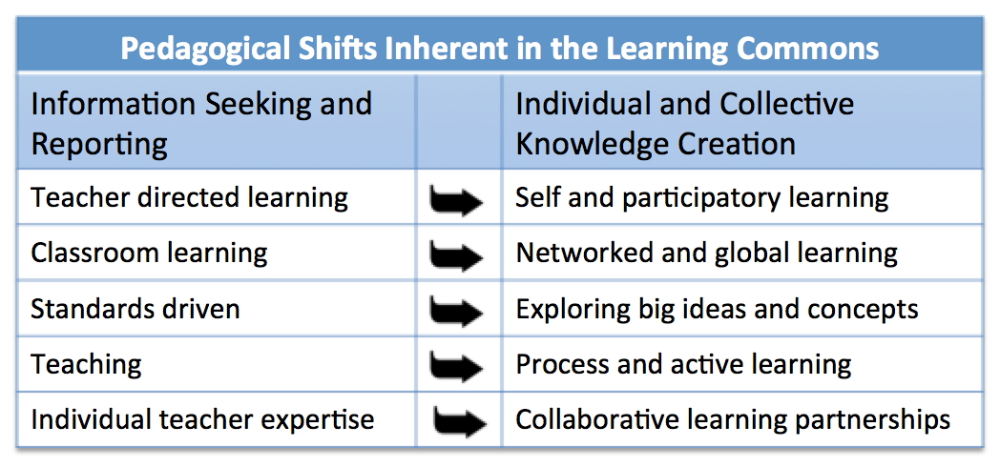 Pedagogical Shifts Inherent in the Learning Commons
Information Seeking and
Reporting
Individual and Collective
Knowledge Creation
Teacher directed learning
Self and participatory learning
Classroom learning
Networked and global learning
Standards driven
Exploring big ideas and concepts
Teaching
Process and active learning
Individual teacher expertise
Collaborative learning partnerships